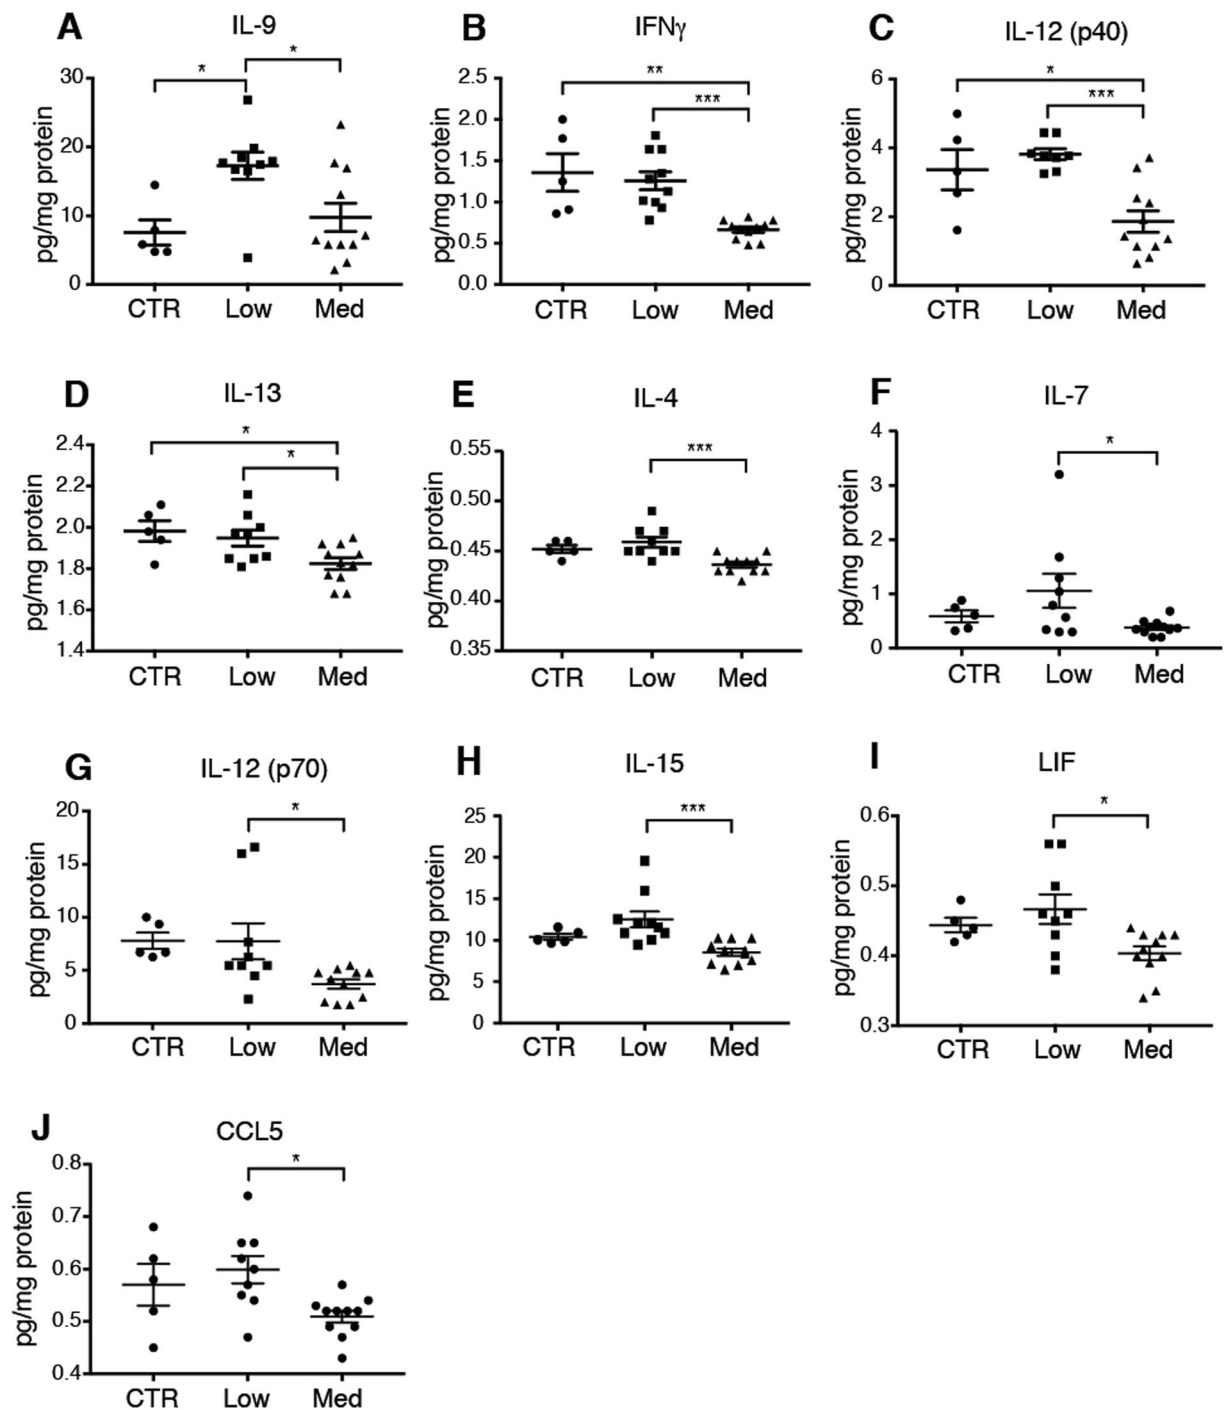 A IL-9
pg/mg protein
30
20
10
0
* *
CTR Low Med
B IFNγ
pg/mg protein
2.5
2.0
1.5
1.0
0.5
0.0
**
***
CTR Low Med
C IL-12 (p40)
pg/mg protein
6
4
2
0
*
***
CTR Low Med
D IL-13
pg/mg protein
2.4
2.2
2.0
1.8
1.6
1.4
*
*
CTR Low Med
E IL-4
pg/mg protein
0.55
0.50
0.45
0.40
0.35
***
CTR Low Med
F IL-7
pg/mg protein
4
3
2
1
0
*
CTR Low Med
G IL-12 (p70)
pg/mg protein
20
15
10
5
0
*
CTR Low Med
H IL-15
pg/mg protein
25
20
15
10
5
0
***
CTR Low Med
I LIF
pg/mg protein
0.6
0.5
0.4
0.3
*
CTR Low Med
J CCL5
pg/mg protein
0.8
0.7
0.6
0.5
0.4
*
CTR Low Med